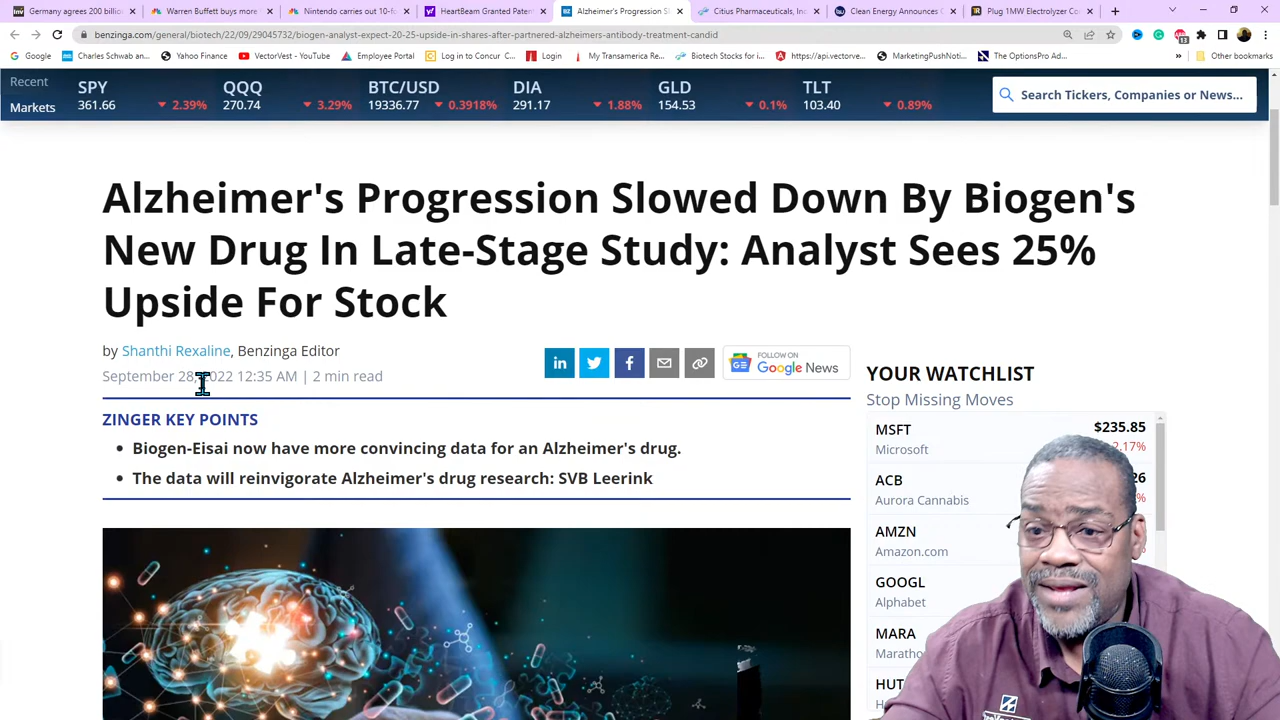 Germany agrees 200 billion
Warren Buffett buys more
Nintendo carries out 10-fo
HeartBeam Granted Paten
Alzheimer's Progression S
Citius Pharmaceuticals, Inc
Clean Energy Announces C
Plug 1MW Electrolyzer Co
benzinga.com/general/biotech/22/09/29045732/biogen-analyst-expect-20-25-upside-in-shares-after-partnered-alzheimers-antibody-treatment-candid
Google
Charles Schwab an...
Yahoo Finance
VectorVest - YouTube
Employee Portal
Log in to Concur C...
Login
My Transamerica Re...
Biotech Stocks for i...
https://api.vectorve...
MarketingPushNoti...
The OptionsPro Ad...
Other bookmarks
Recent
Markets
SPY
361.66 2.39%
QQQ
270.74 3.29%
BTC/USD
19336.77 0.3918%
DIA
291.17 1.88%
GLD
154.53 0.1%
TLT
103.40 0.89%
Search Tickers, Companies or News...
Alzheimer's Progression Slowed Down By Biogen's
New Drug In Late-Stage Study: Analyst Sees 25%
Upside For Stock
by Shanthi Rexaline, Benzinga Editor
September 28, 2022 12:35 AM | 2 min read
in
FOLLOW ON
Google News
ZINGER KEY POINTS
• Biogen-Eisai now have more convincing data for an Alzheimer's drug.
• The data will reinvigorate Alzheimer's drug research: SVB Leerink
YOUR WATCHLIST
Stop Missing Moves
MSFT $235.85
Microsoft 2.17%
ACB
Aurora Cannabis
AMZN
Amazon.com
GOOGL
Alphabet
MARA
HUT